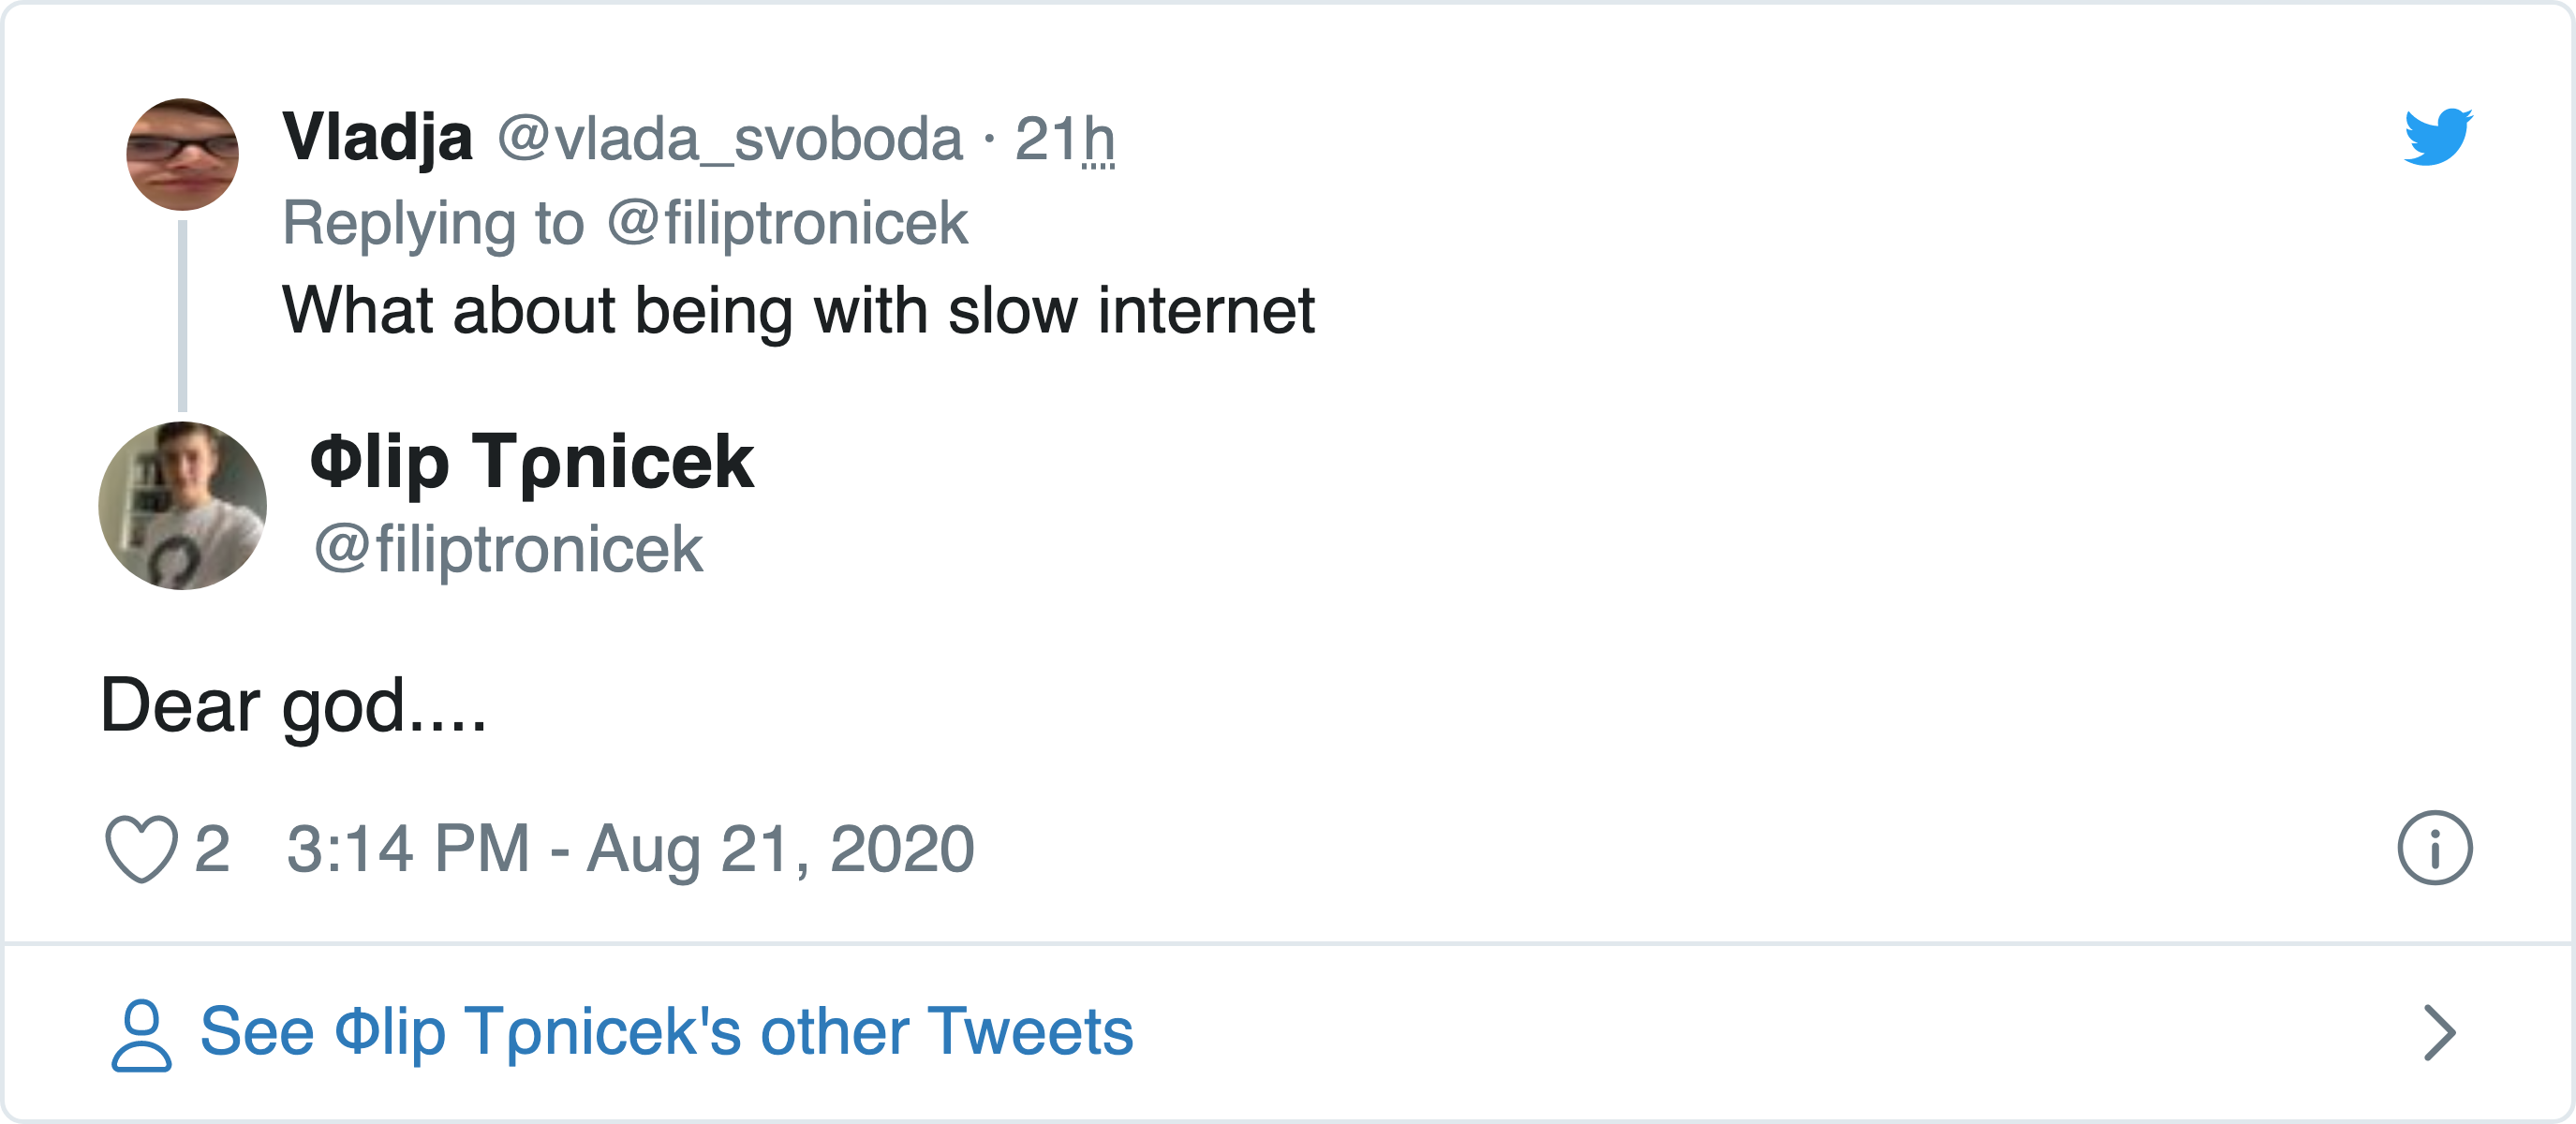 Vladja @vlada_svoboda · 21h
Replying to @filiptronicek
What about being with slow internet
Φlip Tρnicek
@filiptronicek
Dear god....
2 3:14 PM - Aug 21, 2020
See Φlip Tρnicek's other Tweets